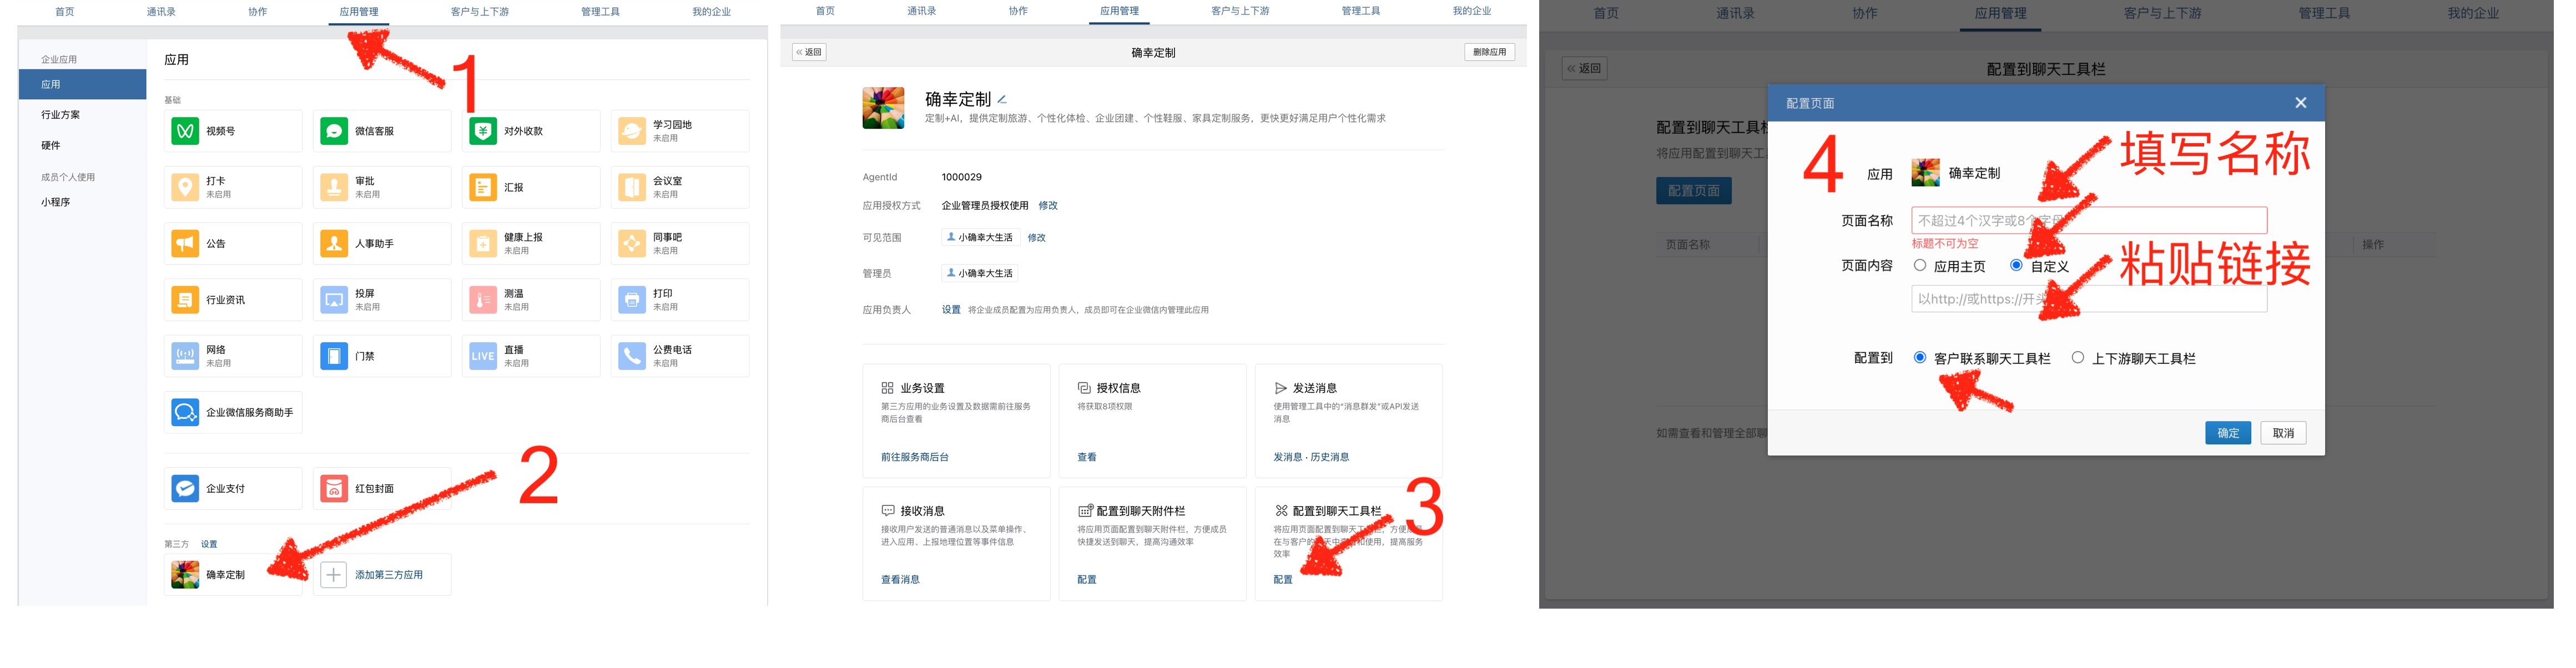 首页 通讯录 协作 应用管理 客户与上下游 管理工具 我的企业
1
企业应用
应用
行业方案
硬件
成员个人使用
小程序
应用
基础
视频号
微信客服
对外收款
学习园地
未启用
打卡
未启用
审批
未启用
汇报
会议室
未启用
公告
人事助手
健康上报
未启用
同事吧
未启用
行业资讯
投屏
未启用
测温
未启用
打印
未启用
网络
未启用
门禁
LIVE
直播
未启用
公费电话
未启用
企业微信服务商助手
2
企业支付
红包封面
第三方 设置
确幸定制
添加第三方应用
首页 通讯录 协作 应用管理 客户与上下游 管理工具 我的企业
« 返回
确幸定制
删除应用
确幸定制
定制+AI，提供定制旅游、个性化体检、企业团建、个性鞋服、家具定制服务，更快更好满足用户个性化需求
AgentId 1000029
应用授权方式 企业管理员授权使用 修改
可见范围 小确幸大生活 修改
管理员 小确幸大生活
应用负责人 设置 将企业成员配置为应用负责人，成员即可在企业微信内管理此应用
业务设置
第三方应用的业务设置及数据需前往服务
商后台查看
前往服务商后台
授权信息
将获取8项权限
查看
发送消息
使用管理工具中的“消息群发”或API发送
消息
发消息 · 历史消息
接收消息
接收用户发送的普通消息以及菜单操作、
进入应用、上报地理位置等事件信息
查看消息
配置到聊天附件栏
将应用页面配置到聊天附件栏，方便成员
快捷发送到聊天，提高沟通效率
配置
3
配置到聊天工具栏
将应用页面配置到聊天工具栏，方便
在与客户的 和使用，提高服务
效率
配置
首页 通讯录 协作 应用管理 客户与上下游 管理工具 我的企业
« 返回
配置到聊天工具栏
配置到聊天工具
将应用配置到聊天工
配置页面
页面名称
操作
如需查看和管理全部聊
配置页面
4
应用 确幸定制
填写名称
页面名称 不超过4个汉字或8个字母
标题不可为空
页面内容 应用主页 自定义
粘贴链接
以http://或https://开头
配置到 客户联系聊天工具栏 上下游聊天工具栏
确定 取消